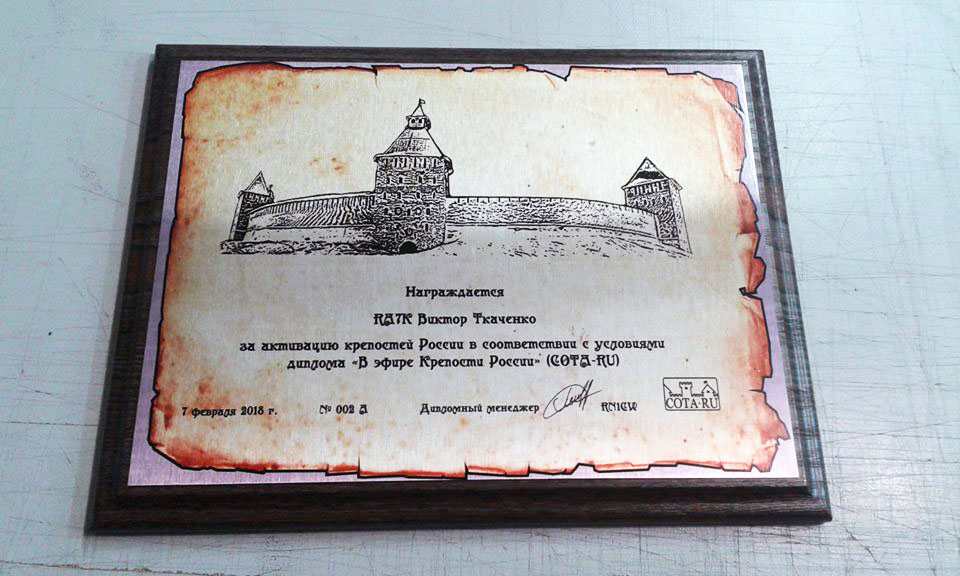 Награждается
RA7K Виктор Ткаченко
за активацию крепостей России в соответствии с условиями
диплома «В эфире Крепости России» (COTA-RU)
7 февраля 2018 г. № 002 А Дипломный менеджер RN1CW
COTA·RU